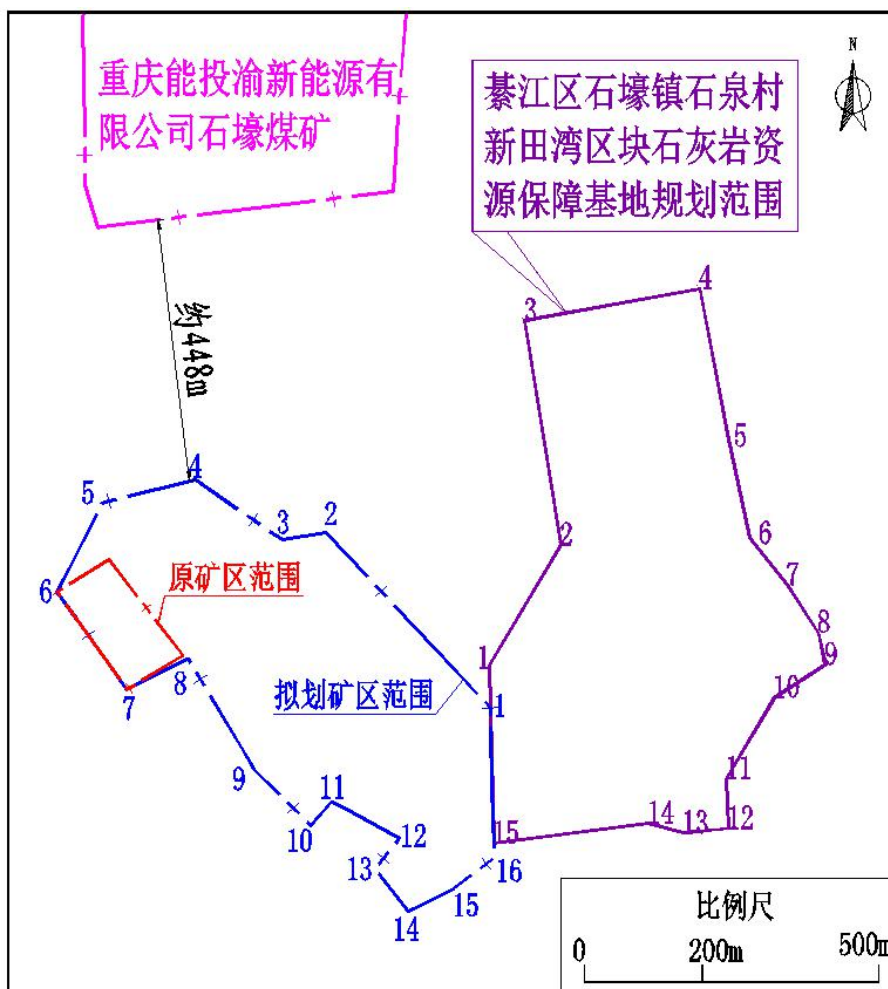 N
重庆能投渝新能源有
限公司石壕煤矿
綦江区石壕镇石泉村
新田湾区块石灰岩资
源保障基地规划范围
约448m
原矿区范围
拟划矿区范围
3
4
5
2
6
7
8
9
1
10
11
12
13
14
15
4
5
3
2
6
7
8
1
9
10
11
12
13
14
15
16
比例尺
0
200m
500m